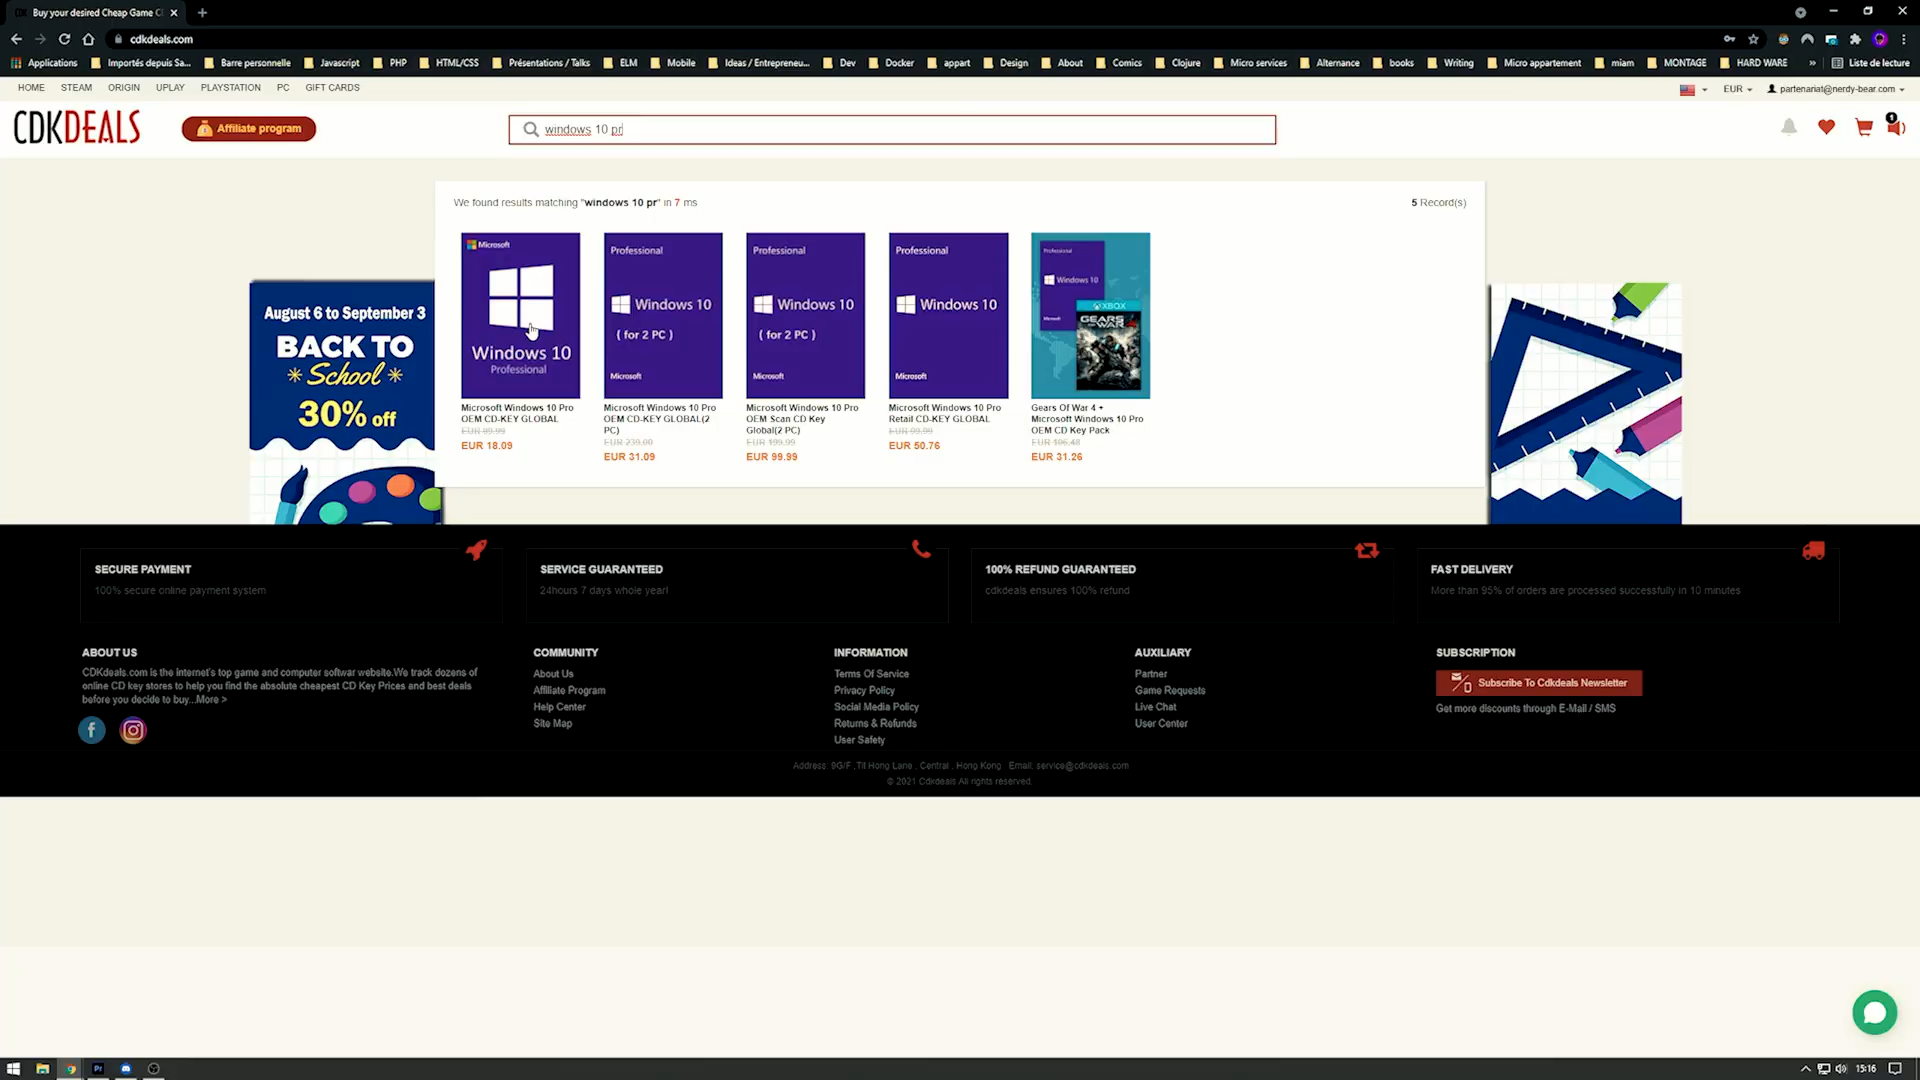 Buy your desired Cheap Game C
cdkdeals.com
Applications
Importés depuis Sa...
Barre personnelle
Javascript
PHP
HTML/CSS
Présentations / Talks
ELM
Mobile
Ideas / Entrepreneu...
Dev
Docker
appart
Design
About
Comics
Clojure
Micro services
Alternance
books
Writing
Micro appartement
miam
MONTAGE
HARD WARE
»
Liste de lecture
HOME
STEAM
ORIGIN
UPLAY
PLAYSTATION
PC
GIFT CARDS
EUR
partenariat@nerdy-bear.com
CDKDEALS
Affiliate program
windows 10 pr
1
We found results matching "windows 10 pr" in 7 ms
5 Record(s)
Microsoft
Windows 10
Professional
Microsoft Windows 10 Pro
OEM CD-KEY GLOBAL
EUR 89.99
EUR 18.09
Professional
Windows 10
( for 2 PC )
Microsoft
Microsoft Windows 10 Pro
OEM CD-KEY GLOBAL(2
PC)
EUR 239.00
EUR 31.09
Professional
Windows 10
( for 2 PC )
Microsoft
Microsoft Windows 10 Pro
OEM Scan CD Key
Global(2 PC)
EUR 199.99
EUR 99.99
Professional
Windows 10
Microsoft
Microsoft Windows 10 Pro
Retail CD-KEY GLOBAL
EUR 99.99
EUR 50.76
Professional
Windows 10
Microsoft
XBOX
GEARS
OF WAR 4
Gears Of War 4 +
Microsoft Windows 10 Pro
OEM CD Key Pack
EUR 106.48
EUR 31.26
August 6 to September 3
BACK TO
School
30% off
SECURE PAYMENT
100% secure online payment system
SERVICE GUARANTEED
24hours 7 days whole year!
100% REFUND GUARANTEED
cdkdeals ensures 100% refund
FAST DELIVERY
More than 95% of orders are processed successfully in 10 minutes
ABOUT US
CDKdeals.com is the internet's top game and computer softwar website.We track dozens of
online CD key stores to help you find the absolute cheapest CD Key Prices and best deals
before you decide to buy...More >
COMMUNITY
About Us
Affiliate Program
Help Center
Site Map
INFORMATION
Terms Of Service
Privacy Policy
Social Media Policy
Returns & Refunds
User Safety
AUXILIARY
Partner
Game Requests
Live Chat
User Center
SUBSCRIPTION
Subscribe To Cdkdeals Newsletter
Get more discounts through E-Mail / SMS
Address: 9G/F ,Tit Hong Lane , Central , Hong Kong Email: service@cdkdeals.com
© 2021 Cdkdeals All rights reserved.
Pr
15:16